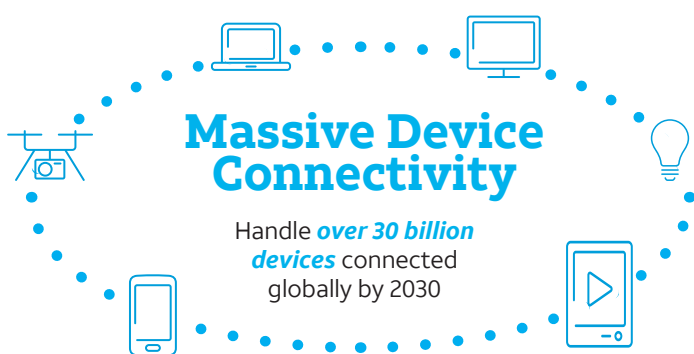 Massive Device
Connectivity
Handle over 30 billion
devices connected
globally by 2030